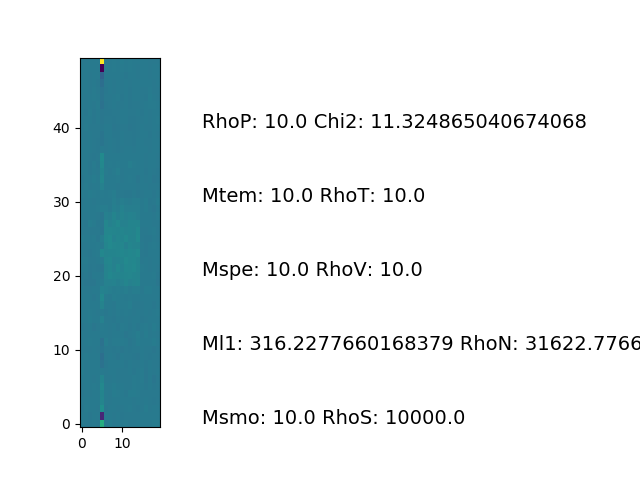 RhoP: 10.0 Chi2: 11.324865040674068
40
Mtem: 10.0 RhoT: 10.0
30
Mspe: 10.0 RhoV: 10.0
20
Ml1: 316.2277660168379 RhoN: 31622.7766
10
Msmo: 10.0 RhoS: 10000.0
0
0 10